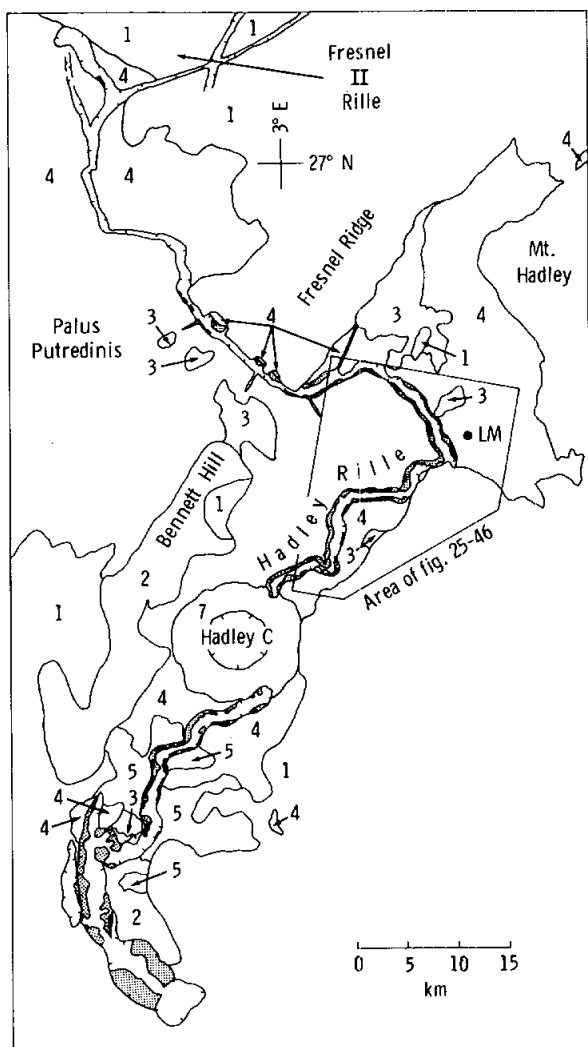 1
1
Fresnel
II
Rille
4
1
3° E
27° N
4
4
4
Mt.
Hadley
Fresnel Ridge
3
4
1
4
3
Palus
Putredinis
3
3
3
LM
Hadley Rille
4
3
Area of fig. 25-46
Bennett Hill
1
2
1
7
Hadley C
4
4
5
5
1
5
4
3
4
4
5
2
0 5 10 15
km